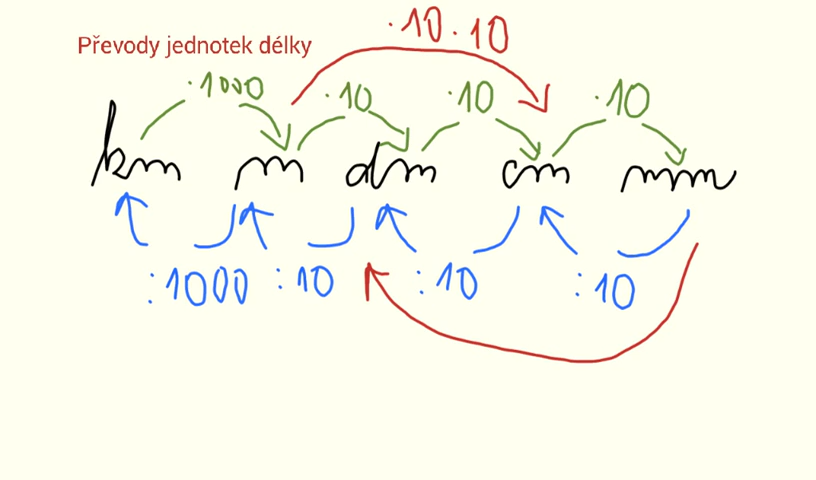 ·10·10
Převody jednotek délky
·1000 ·10 ·10 ·10
km m dm cm mm
:1000 :10 :10 :10